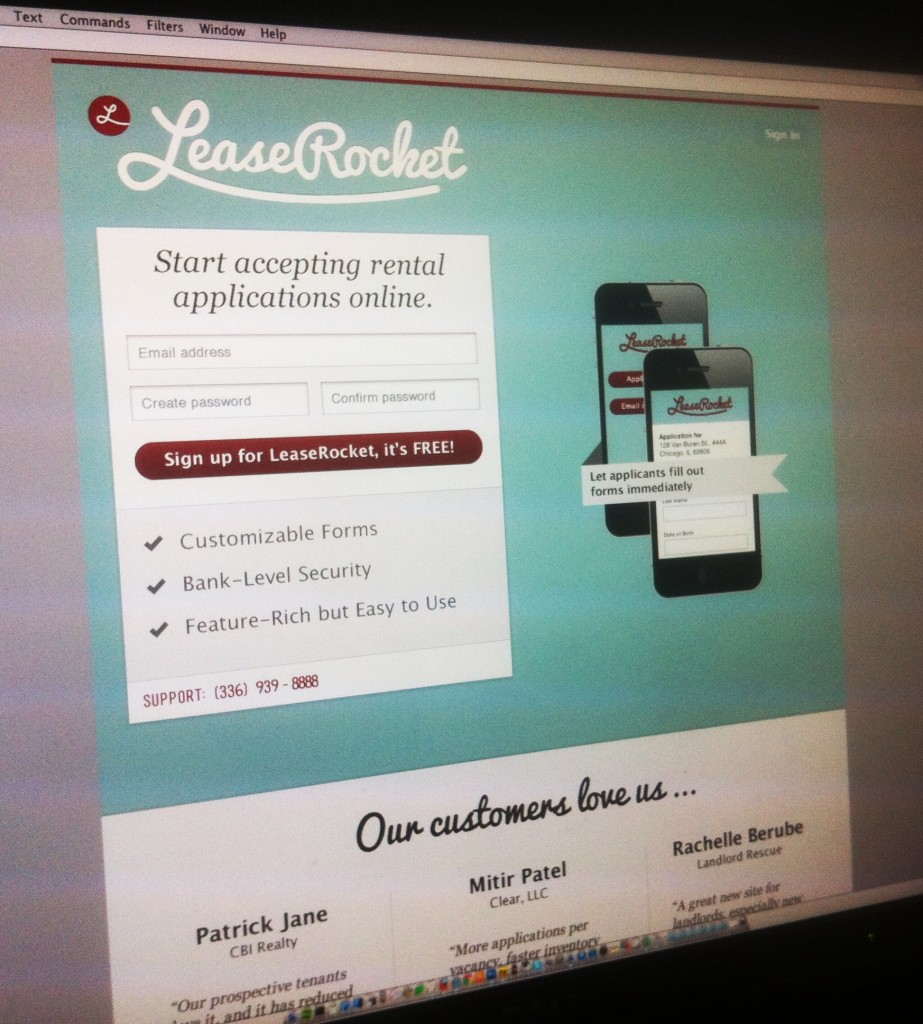 Text Commands Filters Window Help
L
LeaseRocket
Sign In
Start accepting rental
applications online.
Email address
Create password Confirm password
Sign up for LeaseRocket, it's FREE!
Customizable Forms
Bank-Level Security
Feature-Rich but Easy to Use
SUPPORT: (336) 939-8888
LeaseRocket
Appl
Email
LeaseRocket
Application for
128 Van Buren St., #44A
Chicago, IL 60605
Let applicants fill out
forms immediately
Last Name
Date of Birth
Our customers love us ...
Patrick Jane
CBI Realty
"Our prospective tenants
it, and it has reduced
Mitir Patel
Clear, LLC
"More applications per
vacancy, faster inventory
Rachelle Berube
Landlord Rescue
"A great new site for
landlords, especially new